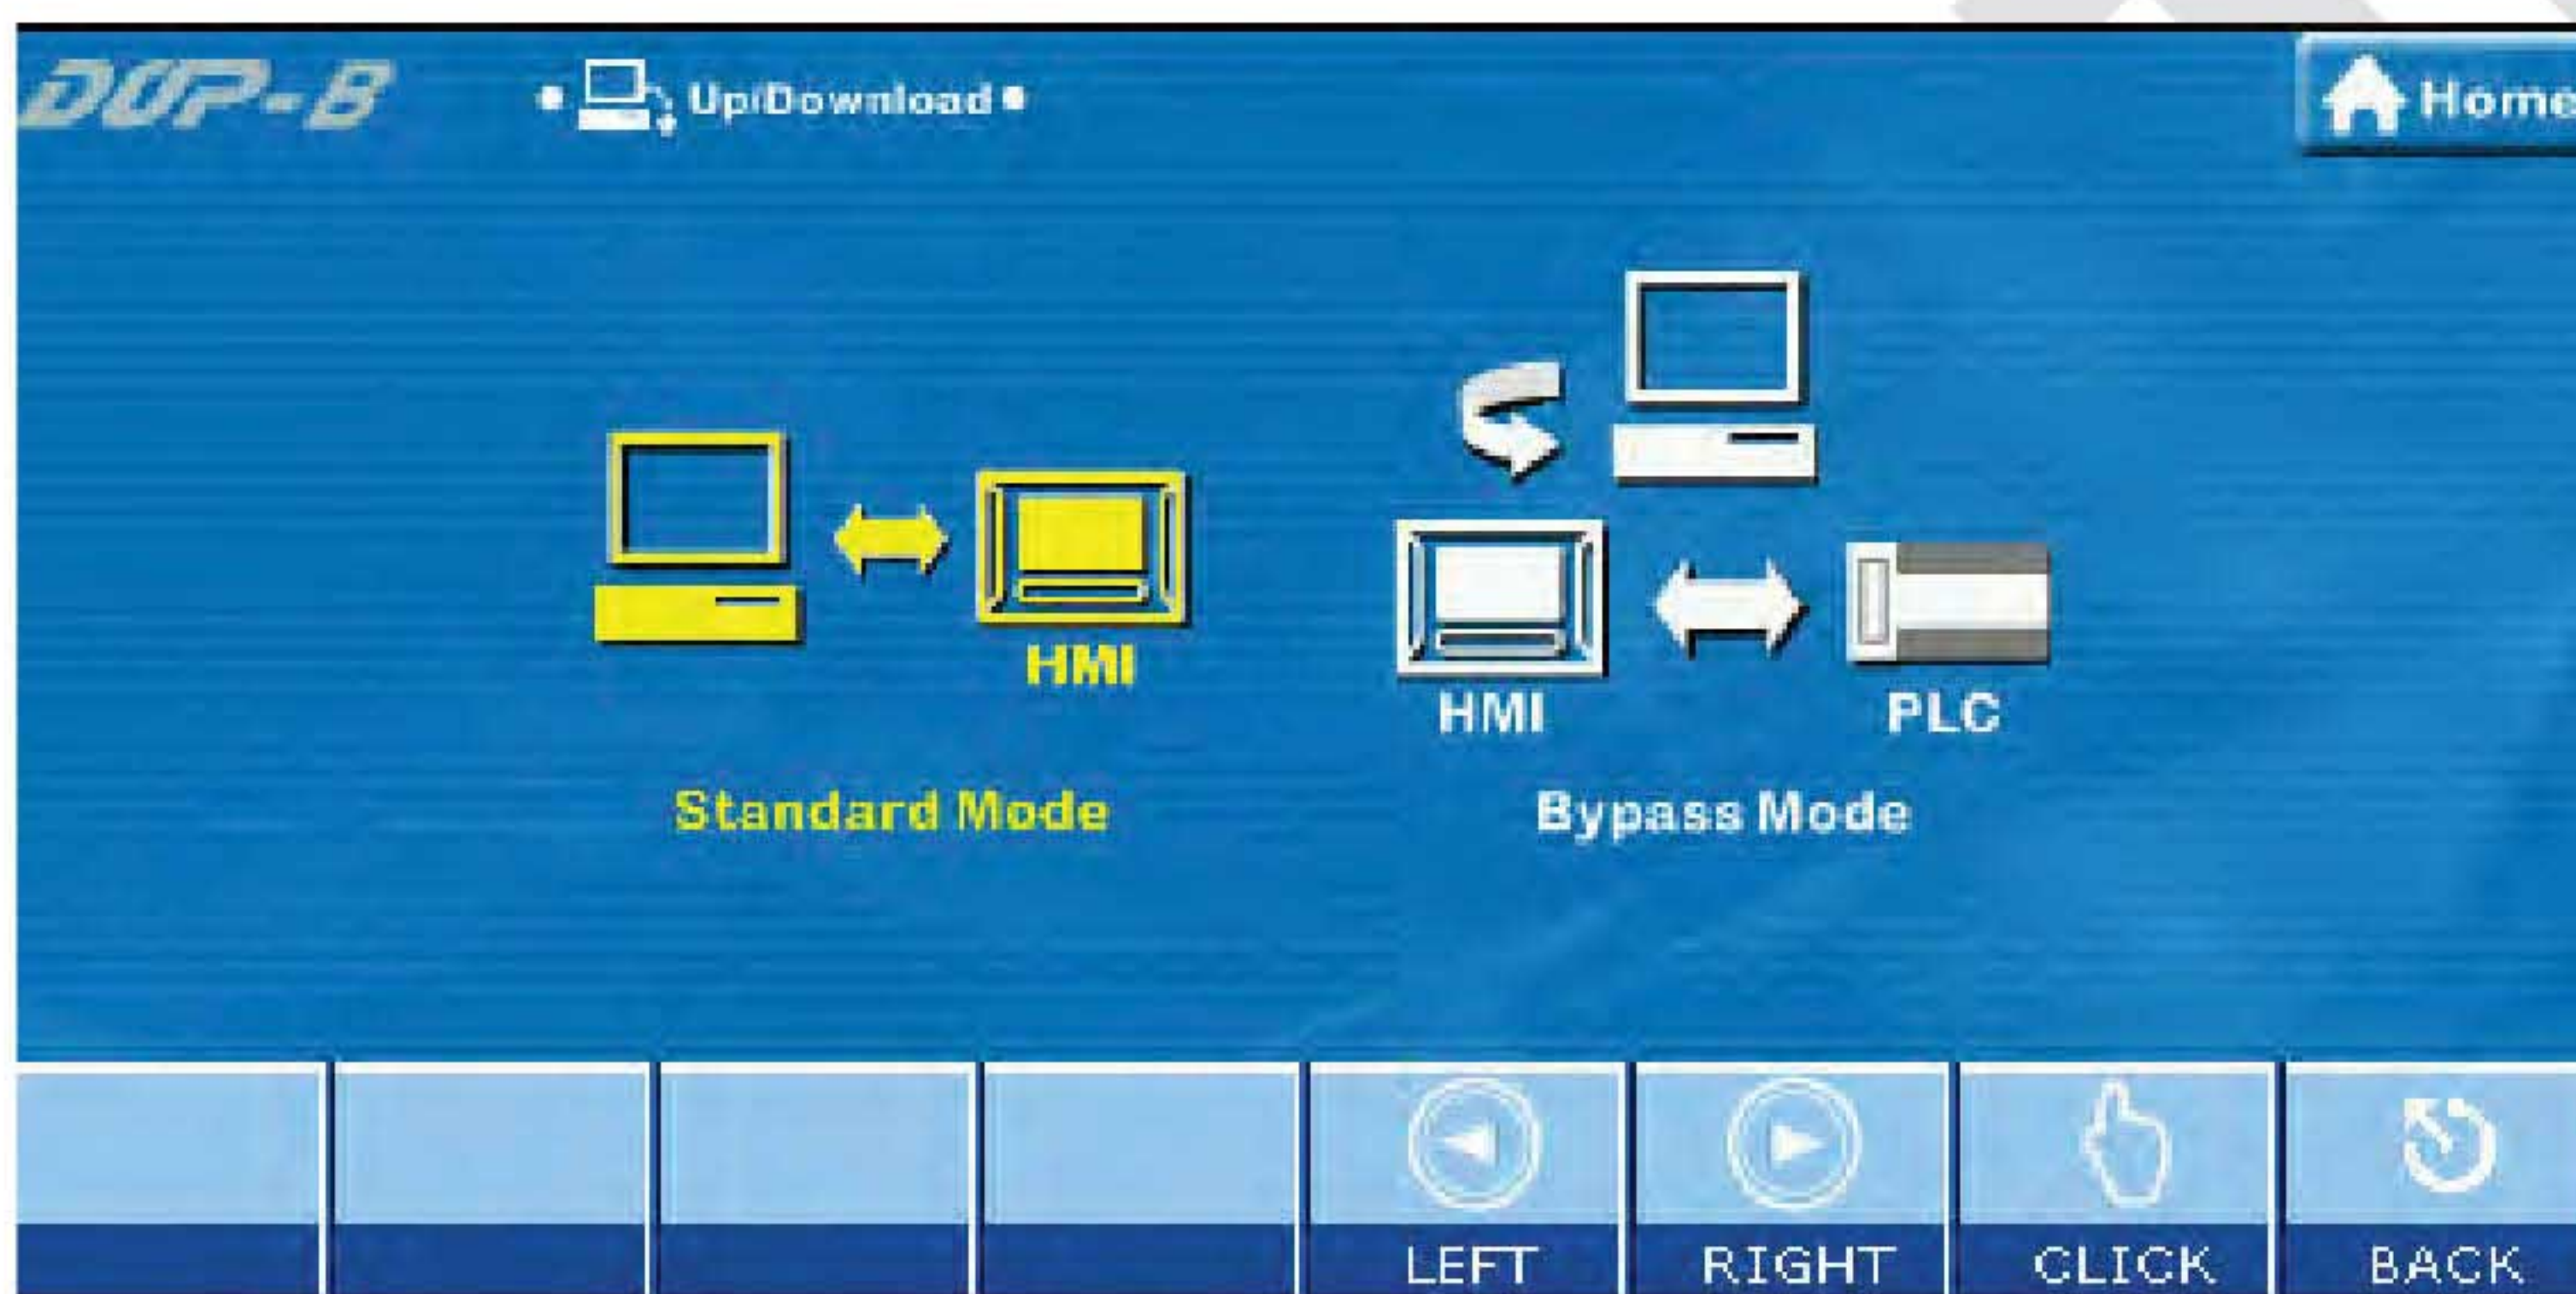 DOP-B
Up/Download
Home
HMI
HMI
PLC
Standard Mode
Bypass Mode
LEFT
RIGHT
CLICK
BACK